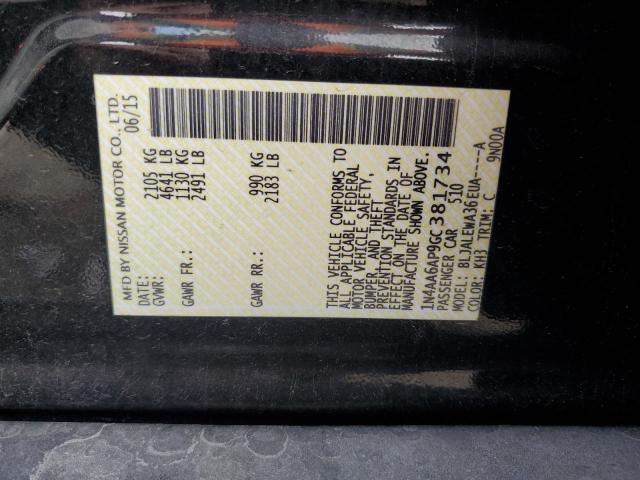 MFD BY NISSAN MOTOR CO., LTD.
DATE: 06/15
GVWR: 2105 KG
4641 LB
GAWR FR: 1130 KG
2491 LB
GAWR RR: 990 KG
2183 LB
THIS VEHICLE CONFORMS TO
ALL APPLICABLE FEDERAL
MOTOR VEHICLE SAFETY,
BUMPER, AND THEFT
PREVENTION STANDARDS IN
EFFECT ON THE DATE OF
MANUFACTURE SHOWN ABOVE.
1N4AA6AP9GC381734
PASSENGER CAR 510
MODEL: BLJALEWA36EUA----A
COLOR: KH3 TRIM: C 9N00A